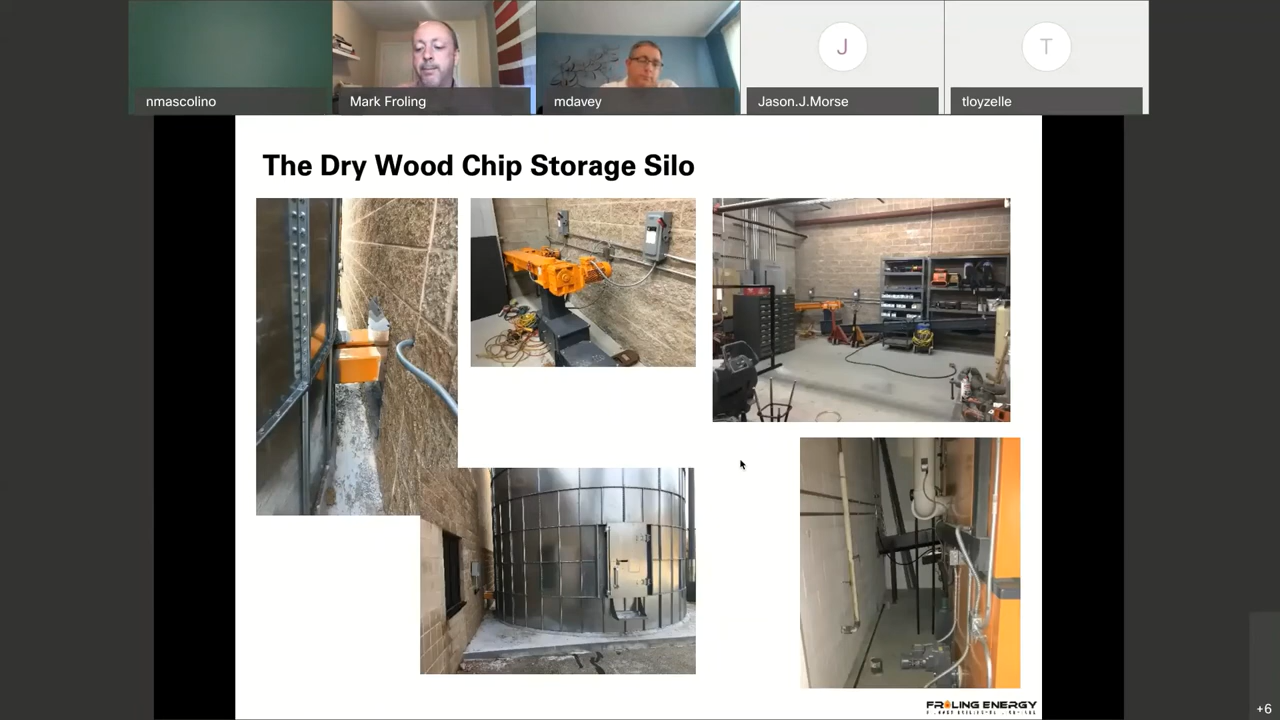 nmascolino
Mark Froling
mdavey
J
Jason.J.Morse
T
tloyzelle
The Dry Wood Chip Storage Silo
FROLING ENERGY
+6